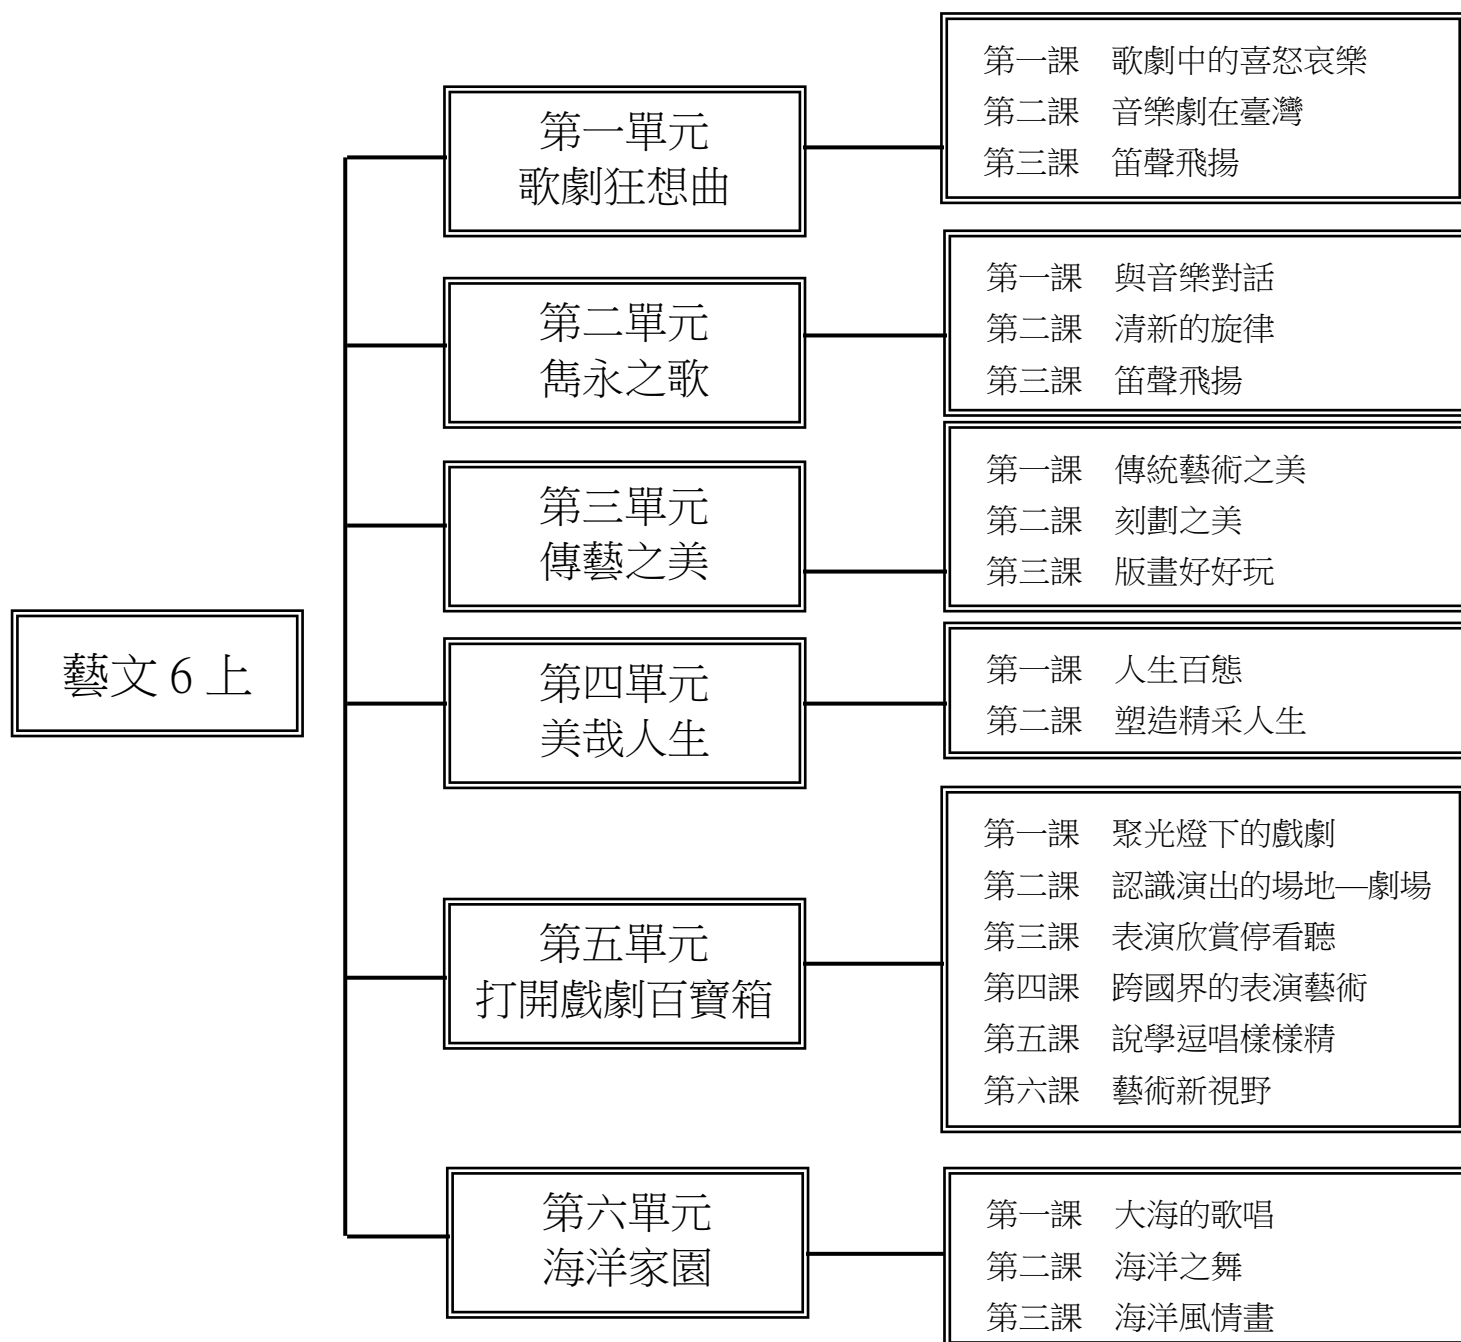 藝文 6 上
第一單元
歌劇狂想曲
第一課 歌劇中的喜怒哀樂
第二課 音樂劇在臺灣
第三課 笛聲飛揚
第二單元
雋永之歌
第一課 與音樂對話
第二課 清新的旋律
第三課 笛聲飛揚
第三單元
傳藝之美
第一課 傳統藝術之美
第二課 刻劃之美
第三課 版畫好好玩
第四單元
美哉人生
第一課 人生百態
第二課 塑造精采人生
第五單元
打開戲劇百寶箱
第一課 聚光燈下的戲劇
第二課 認識演出的場地—劇場
第三課 表演欣賞停看聽
第四課 跨國界的表演藝術
第五課 說學逗唱樣樣精
第六課 藝術新視野
第六單元
海洋家園
第一課 大海的歌唱
第二課 海洋之舞
第三課 海洋風情畫